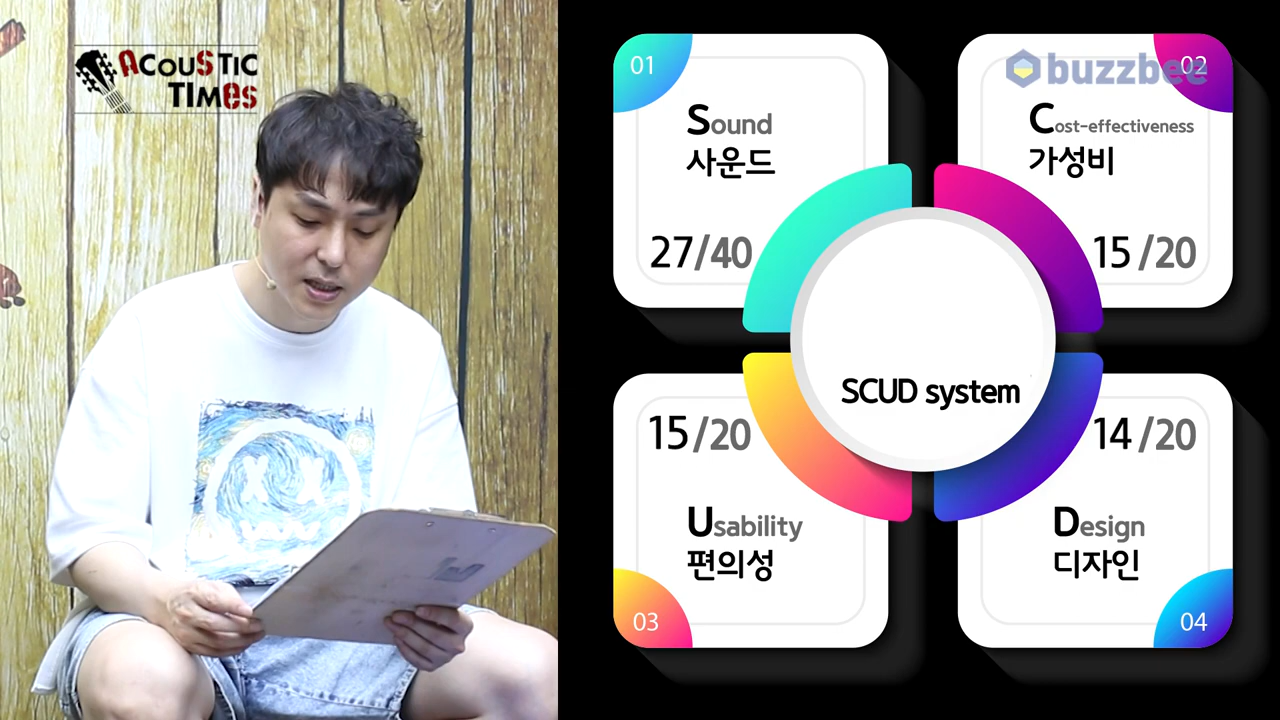 ACOUSTIC
TIMES
01
Sound
사운드
27/40
buzzbee
02
Cost-effectiveness
가성비
15/20
SCUD system
15/20
Usability
편의성
03
14/20
Design
디자인
04